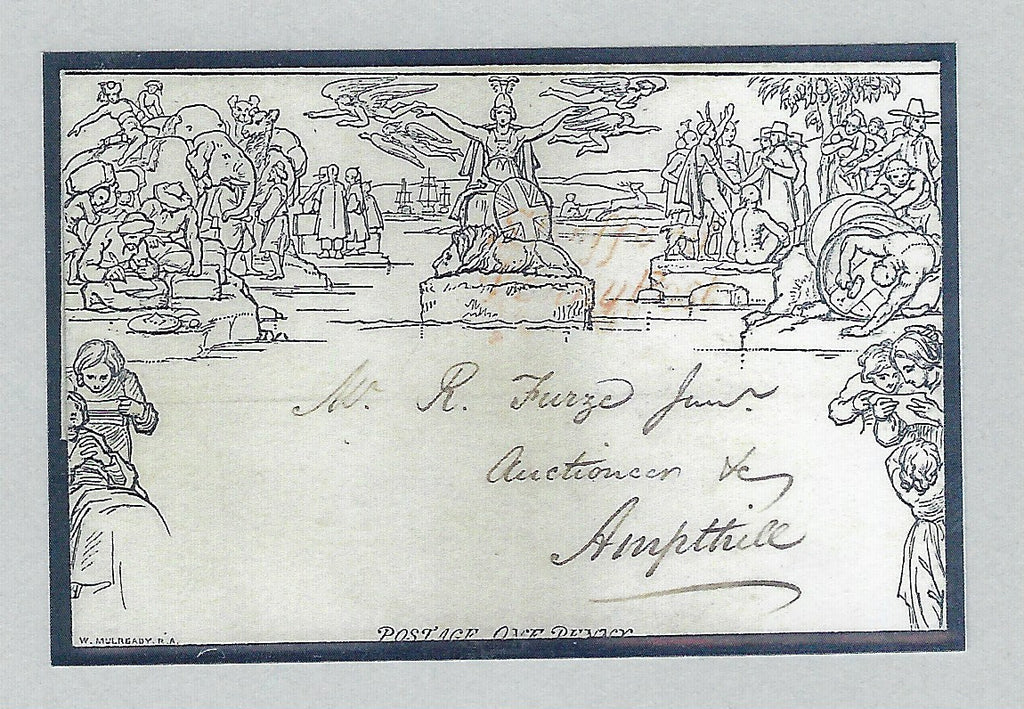 Mr. R. Furze Junr.
Auctioneer &c
Ampthill
W. MULREADY. R.A.
POSTAGE ONE PENNY